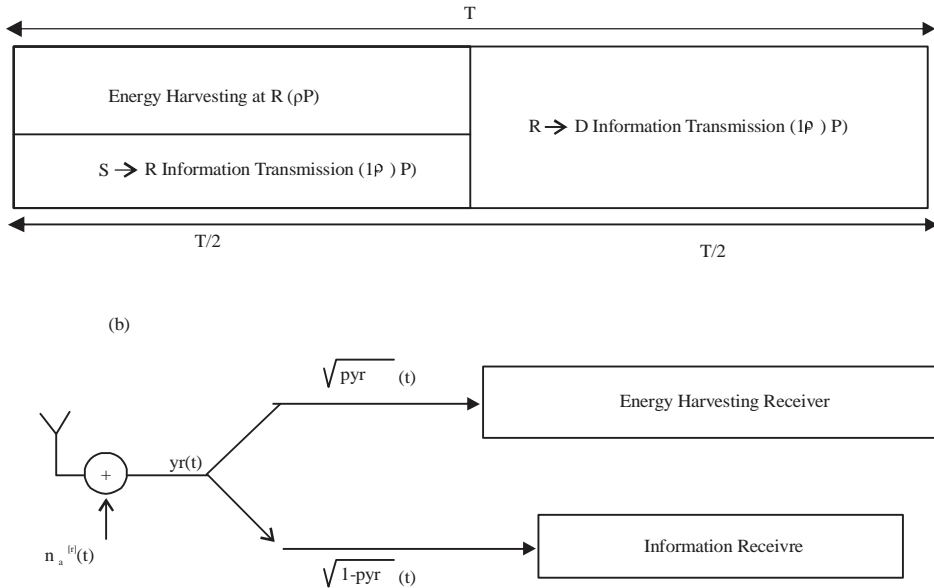 T
Energy Harvesting at R (ρP)
R → D Information Transmission (1ρ ) P)
S → R Information Transmission (1ρ ) P)
T/2
T/2
(b)
√pyr (t)
Energy Harvesting Receiver
yr(t)
+
n a [r](t)
Information Receivre
√1-pyr (t)